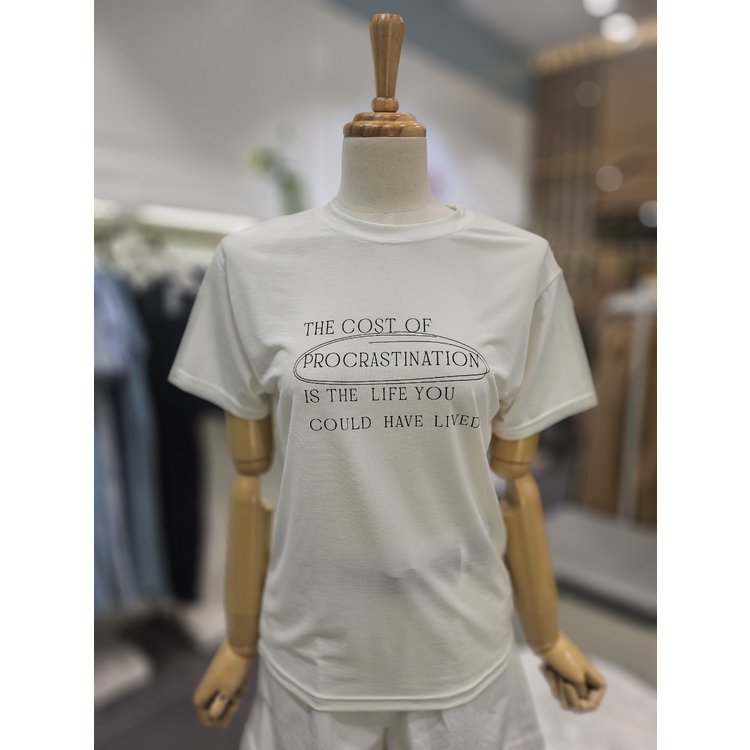 THE COST OF
PROCRASTINATION
IS THE LIFE YOU
COULD HAVE LIVED